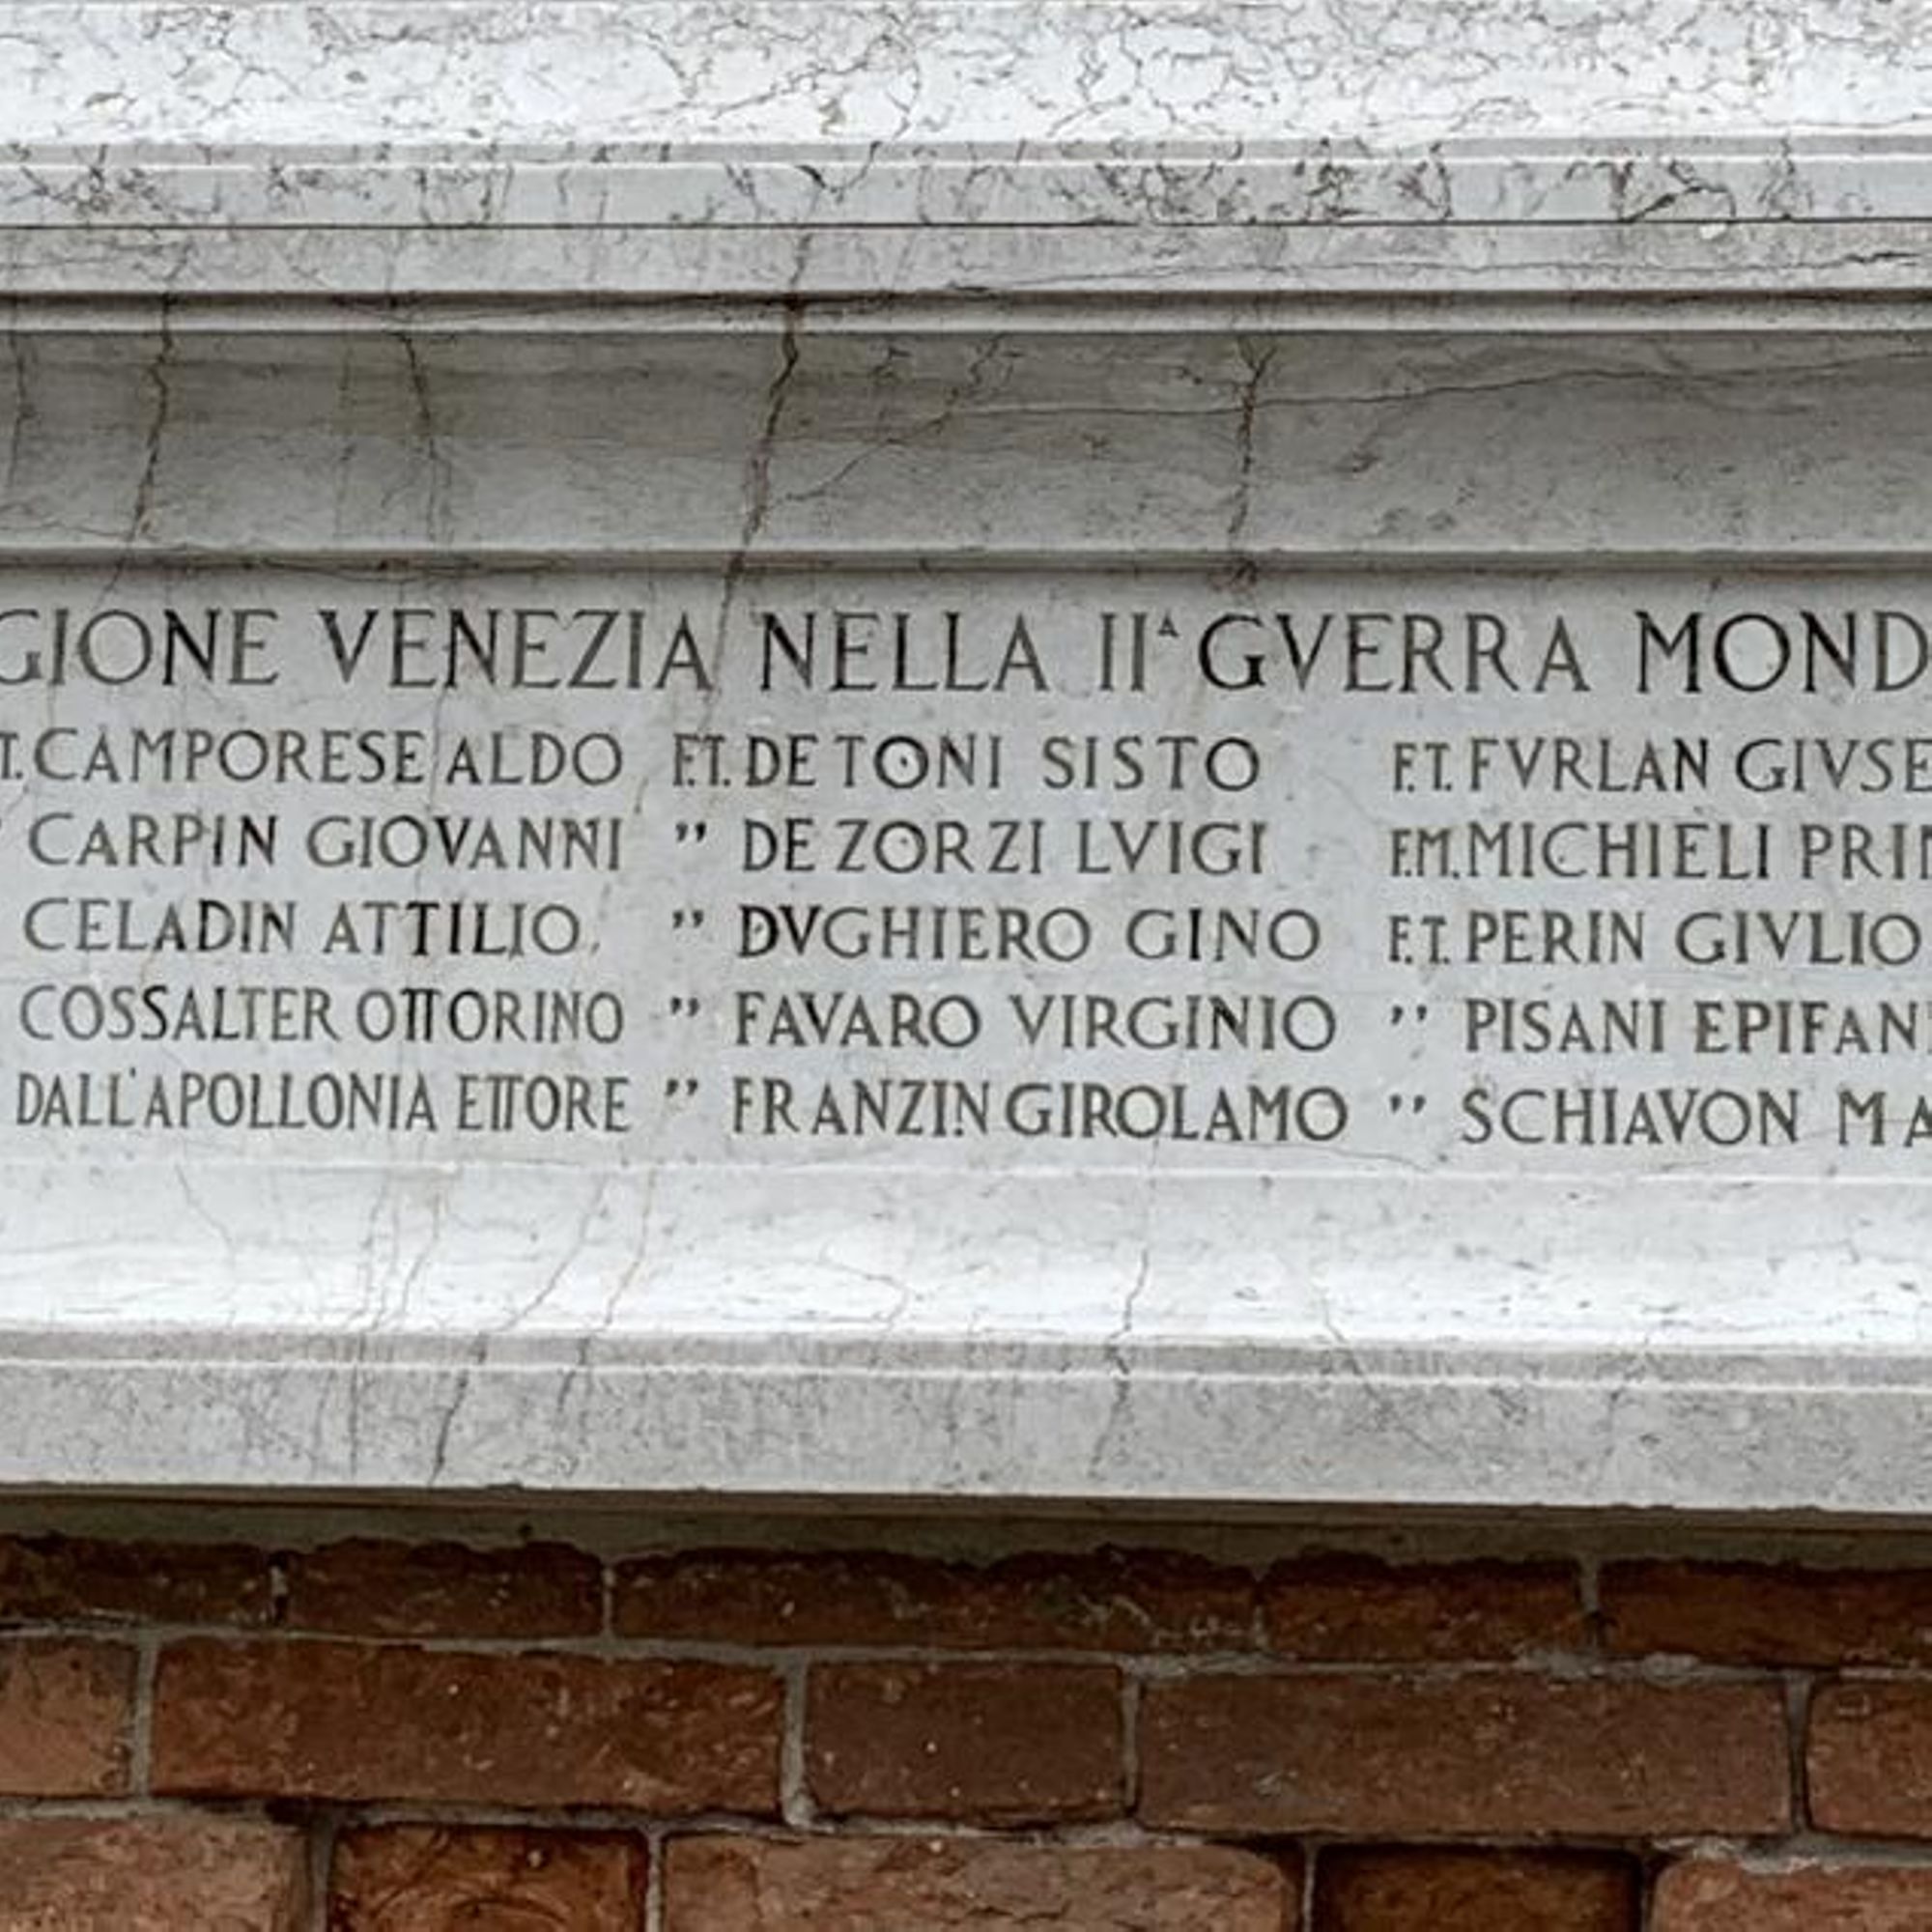 GIONE VENEZIA NELLA IIᴬ GVERRA MOND
T. CAMPORESE ALDO F.T. DE TONI SISTO F.T. FVRLAN GIVSE
" CARPIN GIOVANNI " DE ZORZI LVIGI F.M. MICHIELI PRI
CELADIN ATTILIO " DVGHIERO GINO F.T. PERIN GIVLIO
COSSALTER OTTORINO " FAVARO VIRGINIO " PISANI EPIFAN
DALL'APOLLONIA ETTORE " FRANZIN GIROLAMO " SCHIAVON MA